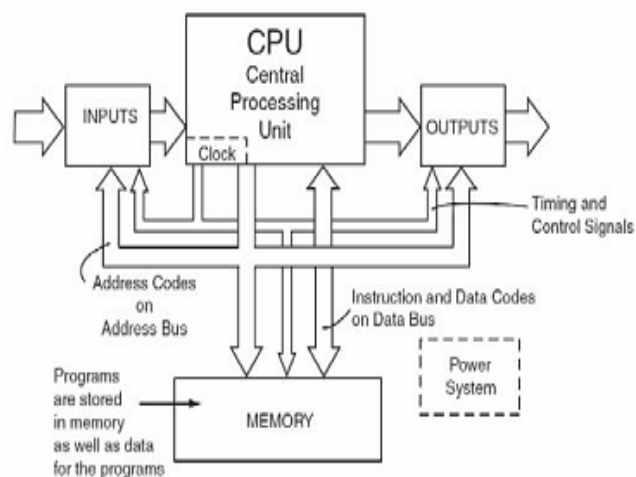 CPU
Central
Processing
Unit
INPUTS
Clock
OUTPUTS
Timing and
Control Signals
Address Codes
on
Address Bus
Instruction and Data Codes
on Data Bus
Power
System
Programs
are stored
in memory
as well as data
for the programs
MEMORY